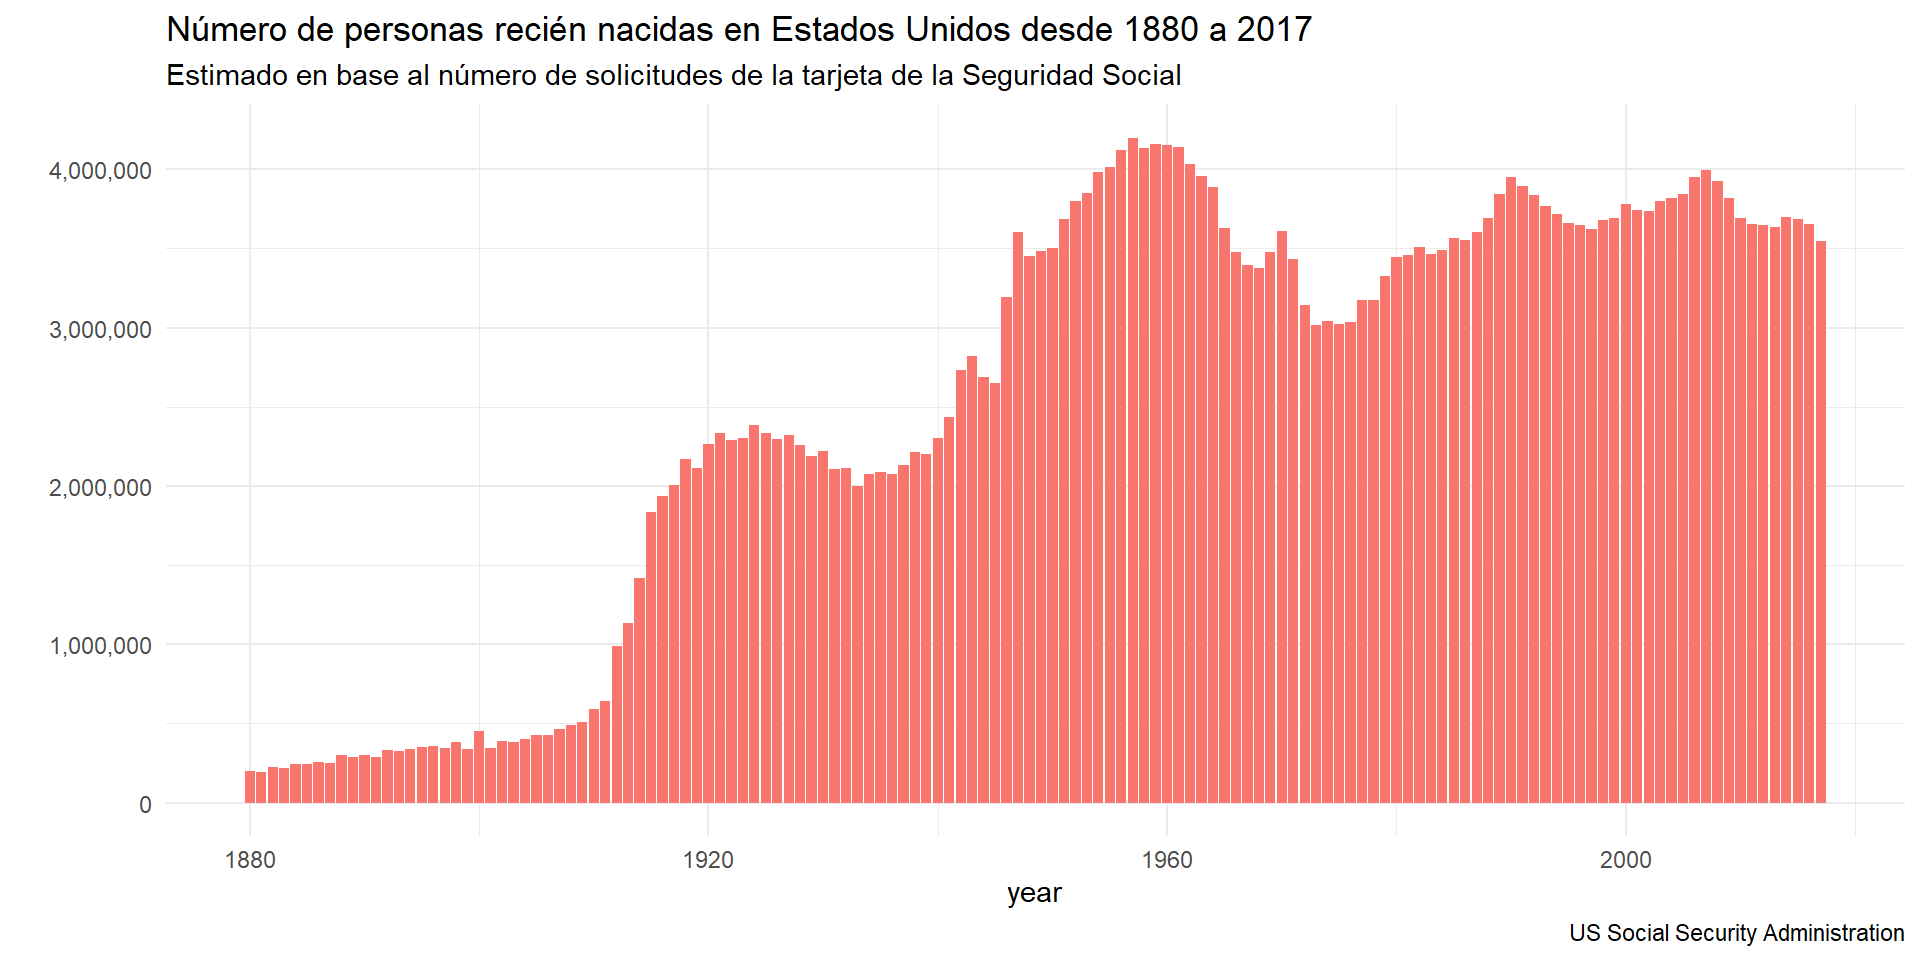 Número de personas recién nacidas en Estados Unidos desde 1880 a 2017
Estimado en base al número de solicitudes de la tarjeta de la Seguridad Social
4,000,000
3,000,000
2,000,000
1,000,000
0
1880 1920 1960 2000
year
US Social Security Administration